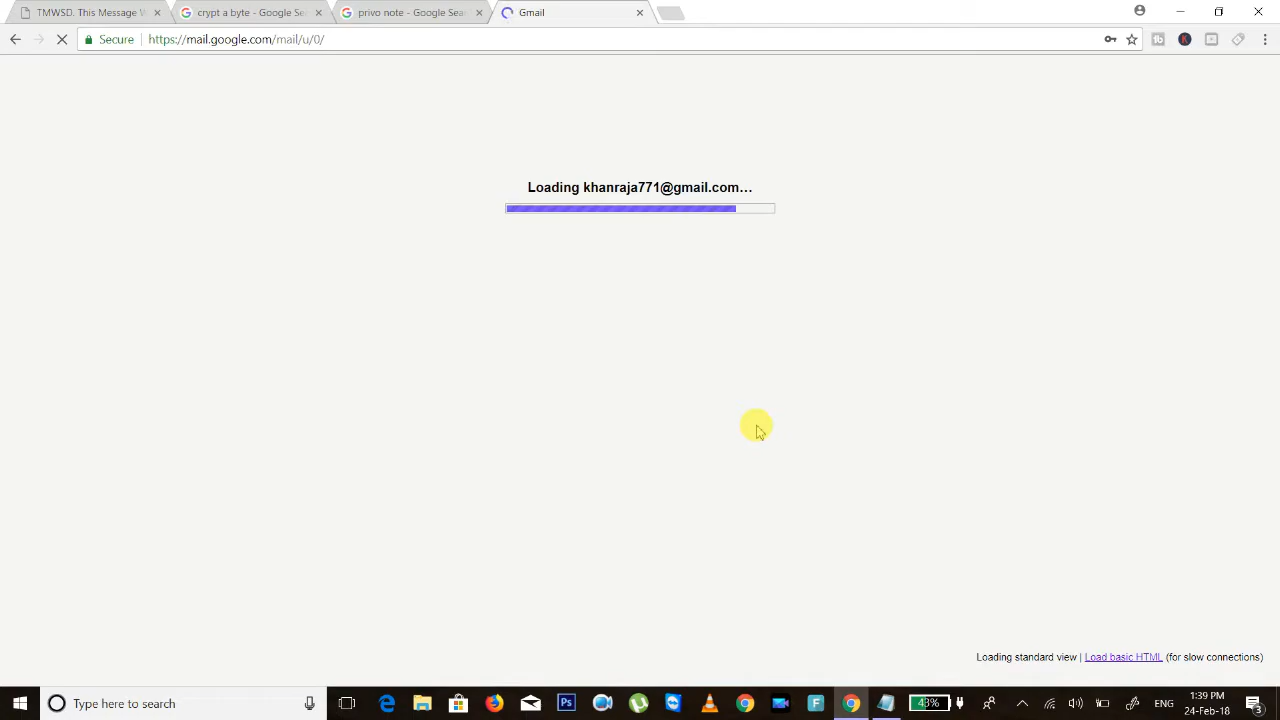 TMWSD. This Message W
crypt a byte - Google Se
privo note - Google Sea
Gmail
Secure
https://mail.google.com/mail/u/0/
Loading khanraja771@gmail.com…
Loading standard view | Load basic HTML (for slow connections)
Type here to search
Ps
F
43%
ENG
1:39 PM
24-Feb-18